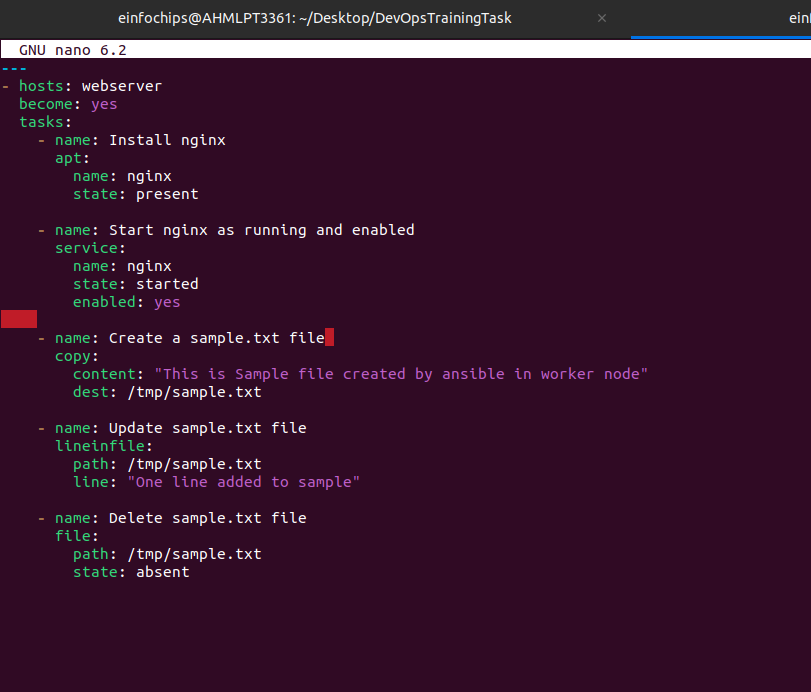 einfochips@AHMLPT3361: ~/Desktop/DevOpsTrainingTask × einf
GNU nano 6.2
---
- hosts: webserver
  become: yes
  tasks:
    - name: Install nginx
      apt:
        name: nginx
        state: present

    - name: Start nginx as running and enabled
      service:
        name: nginx
        state: started
        enabled: yes

    - name: Create a sample.txt file
      copy:
        content: "This is Sample file created by ansible in worker node"
        dest: /tmp/sample.txt

    - name: Update sample.txt file
      lineinfile:
        path: /tmp/sample.txt
        line: "One line added to sample"

    - name: Delete sample.txt file
      file:
        path: /tmp/sample.txt
        state: absent